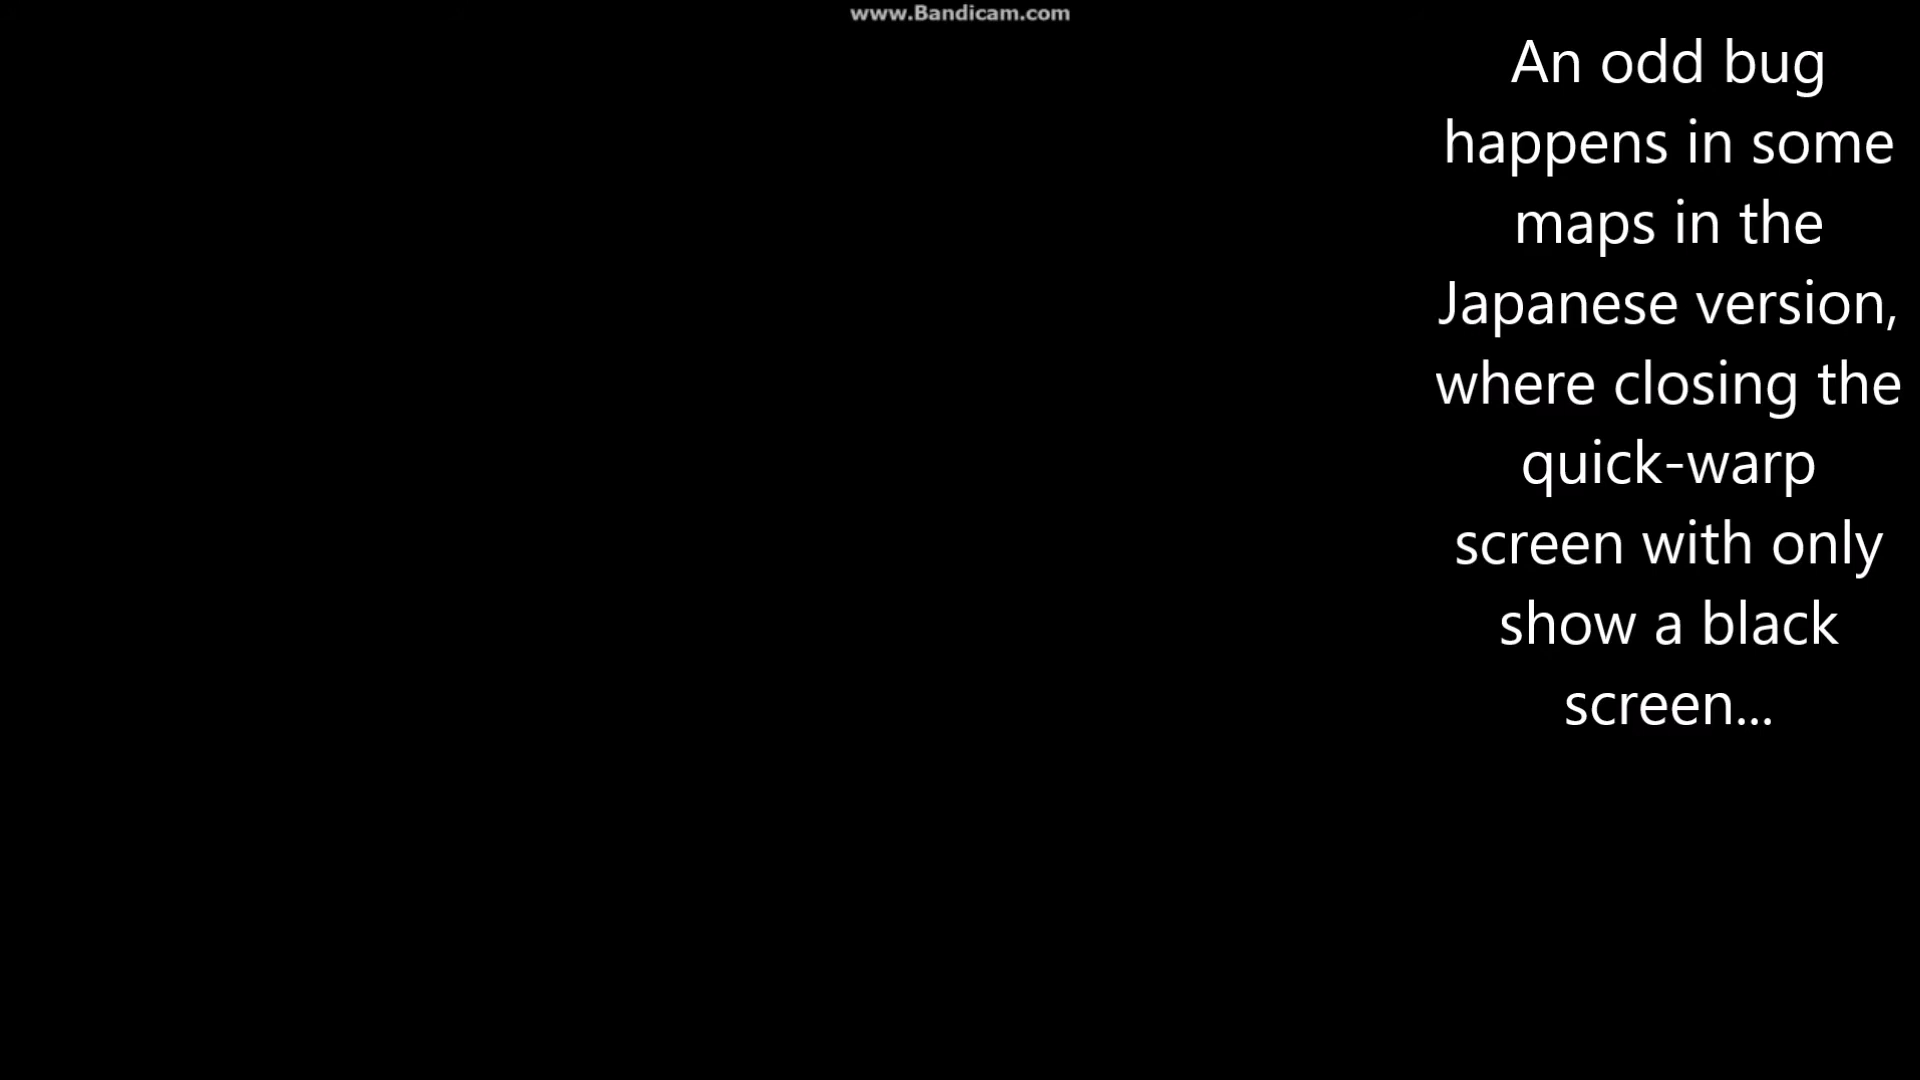 www.Bandicam.com
An odd bug
happens in some
maps in the
Japanese version,
where closing the
quick-warp
screen with only
show a black
screen...